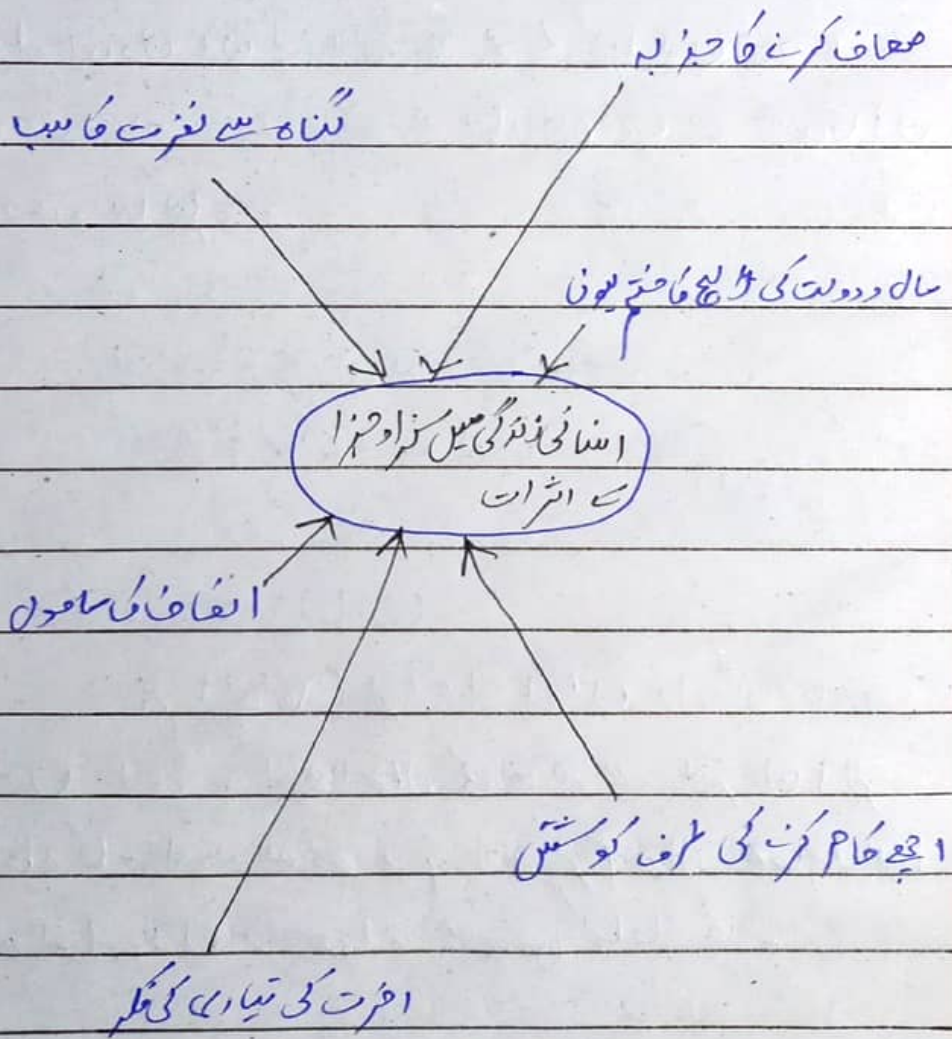 معاف کرنے کا جذبہ
گناہ سے نفرت کا سبب
مال و دولت کی لالچ کا ختم ہونا
انسانی زندگی میں سزا و جزا
کے اثرات
انصاف کا ماحول
اچھے کام کرنے کی طرف کوشش
اخرت کی تیاری کی فکر